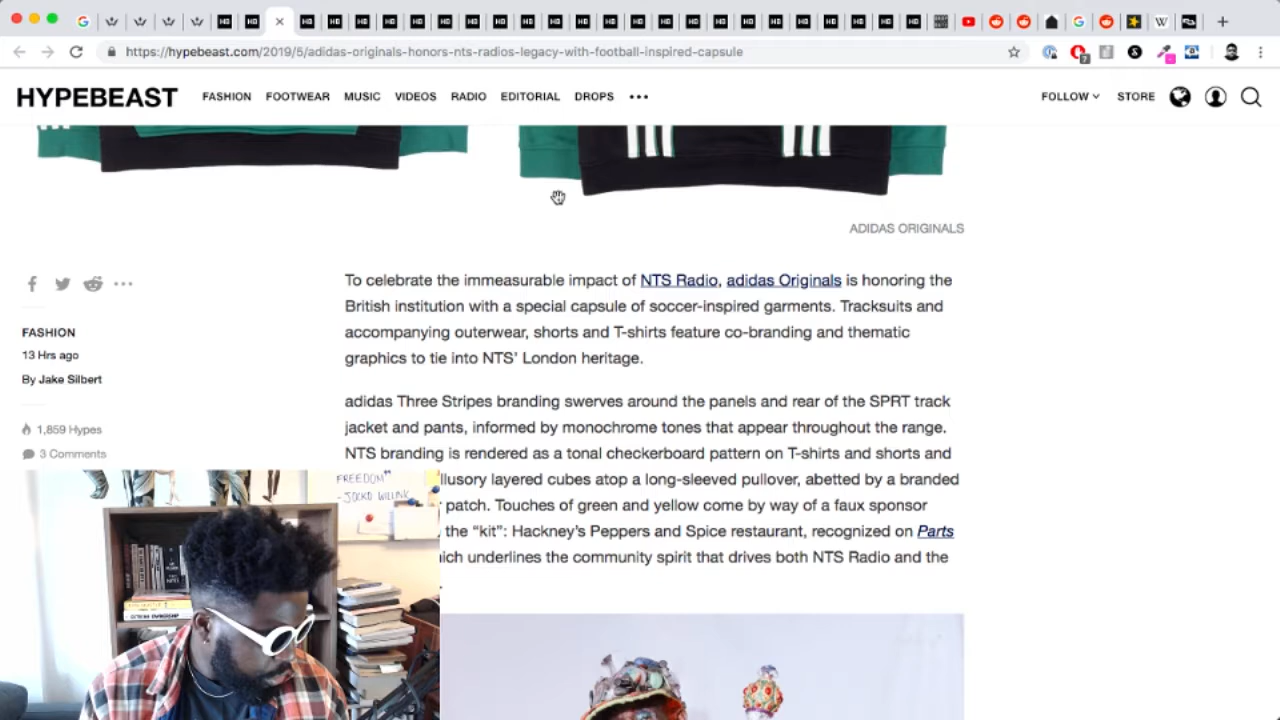 https://hypebeast.com/2019/5/adidas-originals-honors-nts-radios-legacy-with-football-inspired-capsule
HYPEBEAST FASHION FOOTWEAR MUSIC VIDEOS RADIO EDITORIAL DROPS ••• FOLLOW STORE
ADIDAS ORIGINALS
FASHION
13 Hrs ago
By Jake Silbert
1,859 Hypes
3 Comments
To celebrate the immeasurable impact of NTS Radio, adidas Originals is honoring the
British institution with a special capsule of soccer-inspired garments. Tracksuits and
accompanying outerwear, shorts and T-shirts feature co-branding and thematic
graphics to tie into NTS' London heritage.
adidas Three Stripes branding swerves around the panels and rear of the SPRT track
jacket and pants, informed by monochrome tones that appear throughout the range.
NTS branding is rendered as a tonal checkerboard pattern on T-shirts and shorts and
llusory layered cubes atop a long-sleeved pullover, abetted by a branded
patch. Touches of green and yellow come by way of a faux sponsor
the “kit”: Hackney's Peppers and Spice restaurant, recognized on Parts
ich underlines the community spirit that drives both NTS Radio and the
FREEDOM"
- JOCKO WILLINK
EXTREME OWNERSHIP